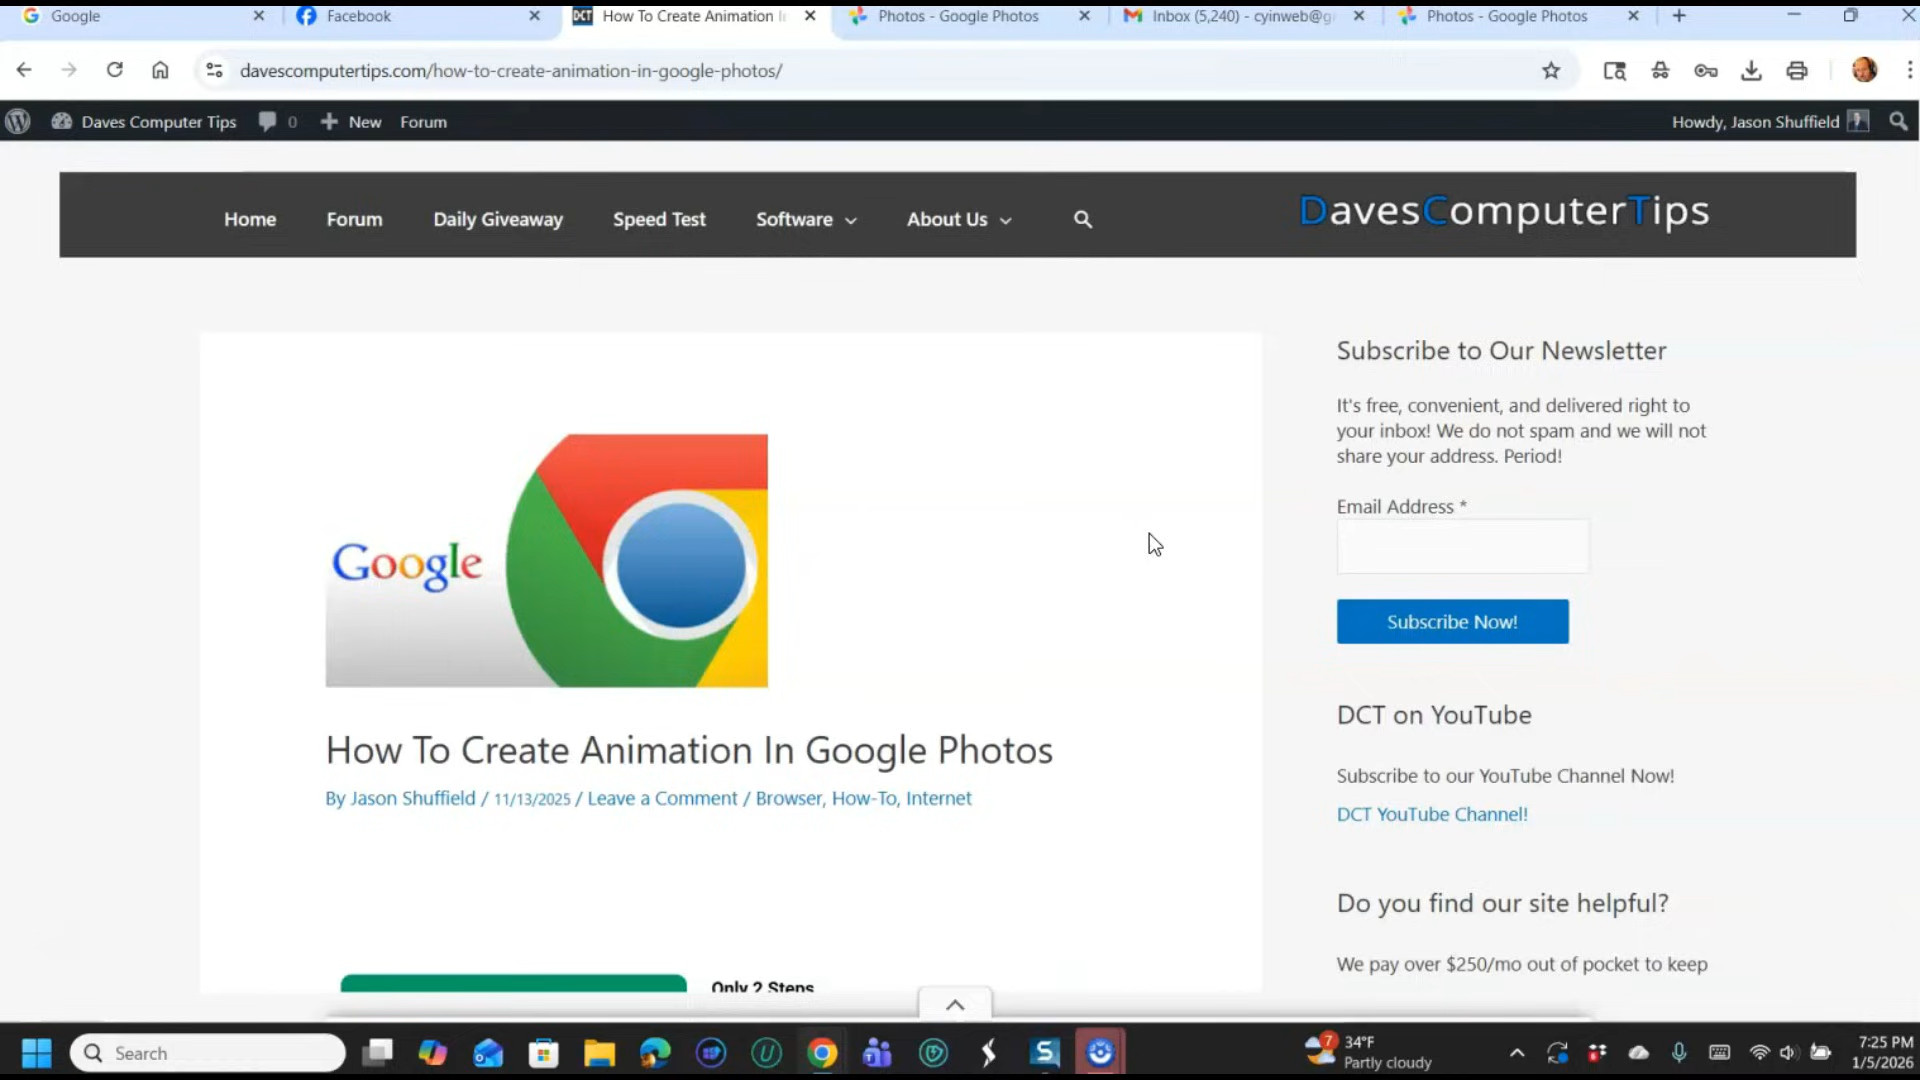 Google
Facebook
DCT How To Create Animation I
Photos - Google Photos
Inbox (5,240) - cyinweb@g
Photos - Google Photos
davescomputertips.com/how-to-create-animation-in-google-photos/
Daves Computer Tips
0
New
Forum
Howdy, Jason Shuffield
Home
Forum
Daily Giveaway
Speed Test
Software
About Us
DavesComputerTips
Google
How To Create Animation In Google Photos
By Jason Shuffield / 11/13/2025 / Leave a Comment / Browser, How-To, Internet
Only 2 Steps
Subscribe to Our Newsletter
It's free, convenient, and delivered right to
your inbox! We do not spam and we will not
share your address. Period!
Email Address *
Subscribe Now!
DCT on YouTube
Subscribe to our YouTube Channel Now!
DCT YouTube Channel!
Do you find our site helpful?
We pay over $250/mo out of pocket to keep
Search
S
7
34°F
Partly cloudy
7:25 PM
1/5/2026